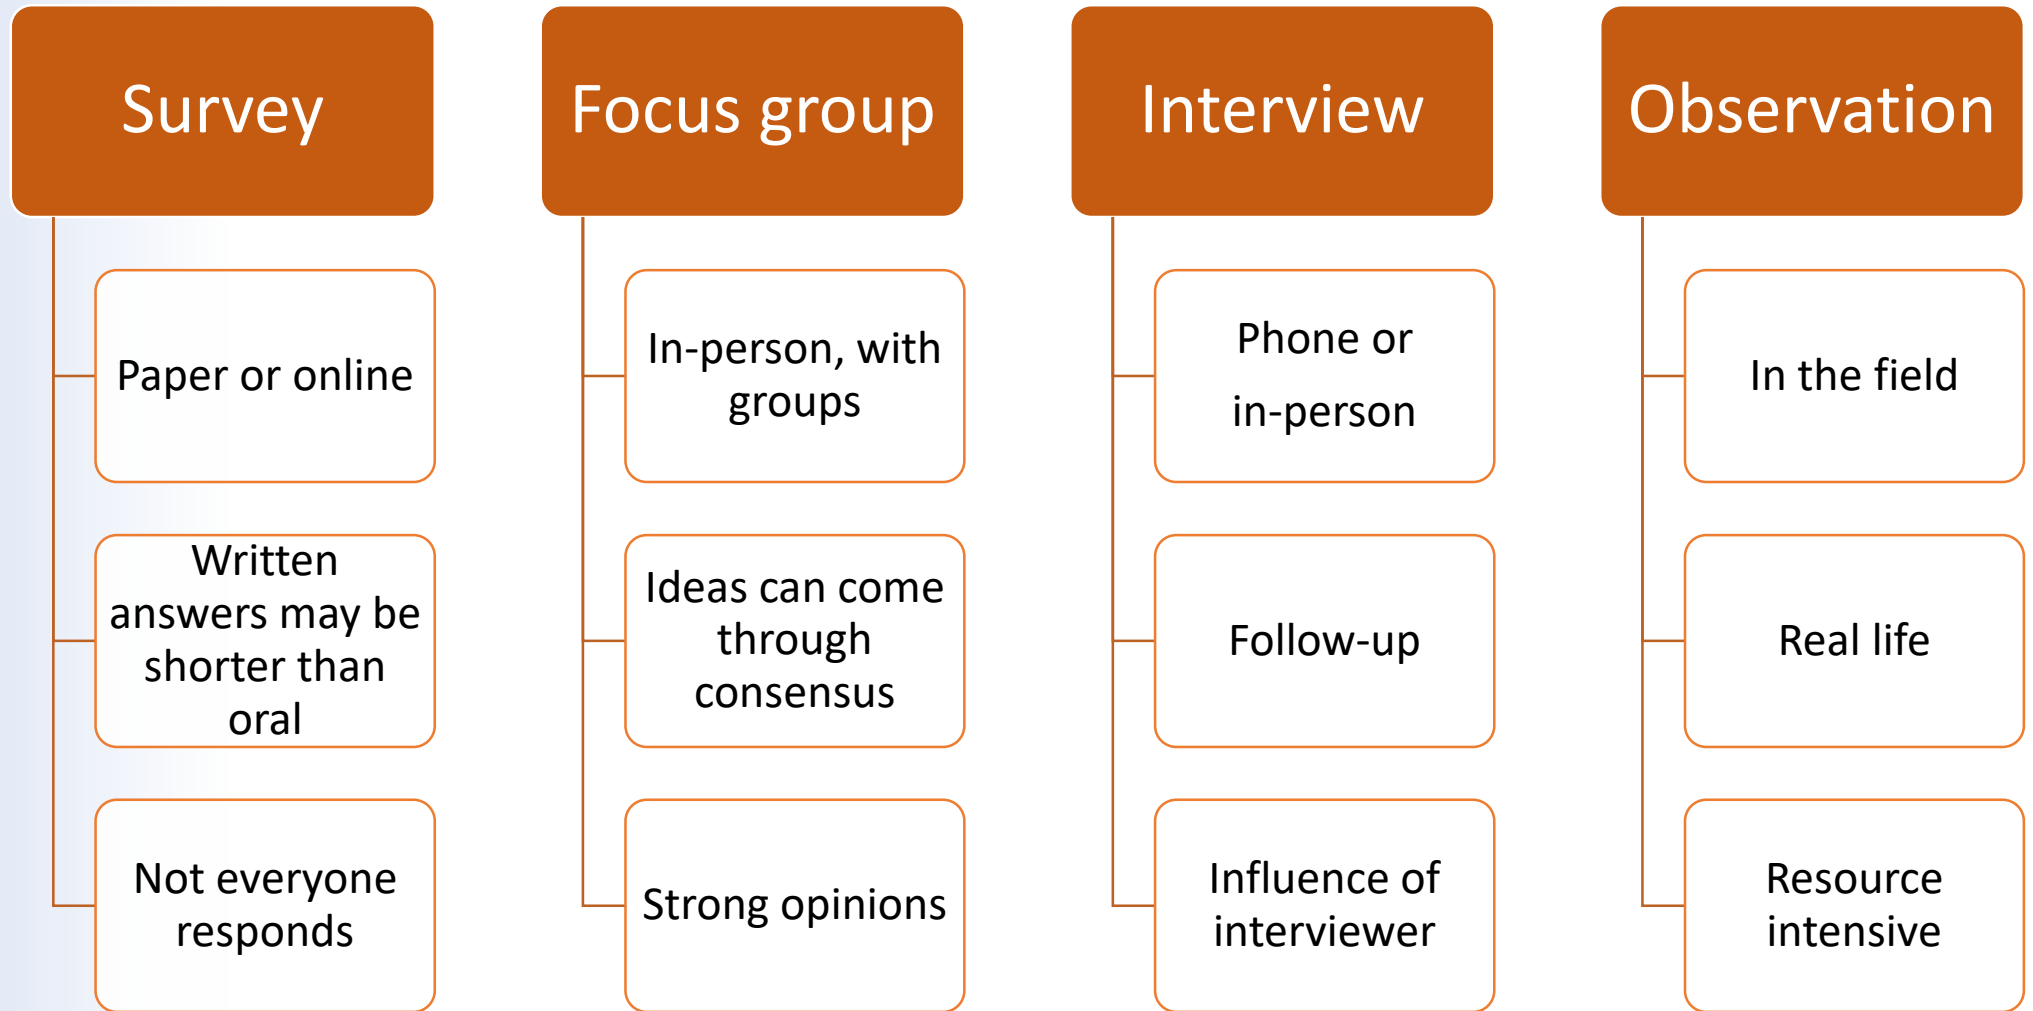 Survey
Paper or online
Written
answers may be
shorter than
oral
Not everyone
responds
Focus group
In-person, with
groups
Ideas can come
through
consensus
Strong opinions
Interview
Phone or
in-person
Follow-up
Influence of
interviewer
Observation
In the field
Real life
Resource
intensive